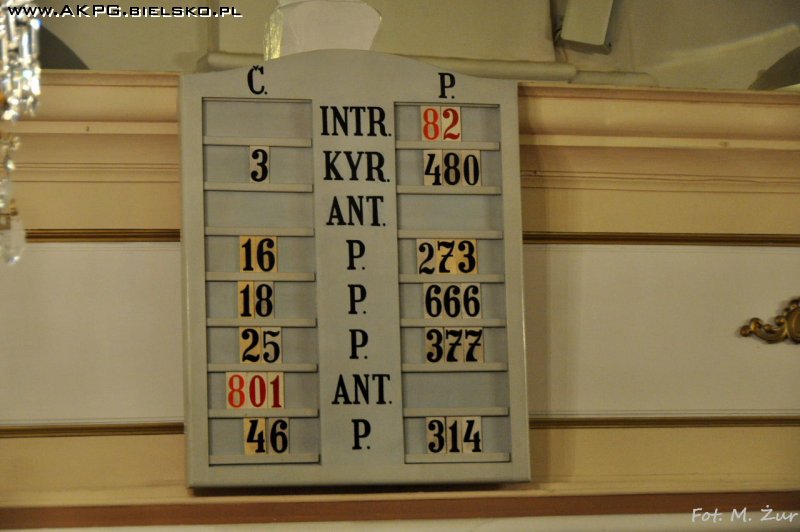 www.AKPG.BIELSKO.PL
Č. P.
INTR. 82
3 KYR. 480
ANT.
16 P. 273
18 P. 666
25 P. 377
801 ANT.
46 P. 314
Fot. M. Żur